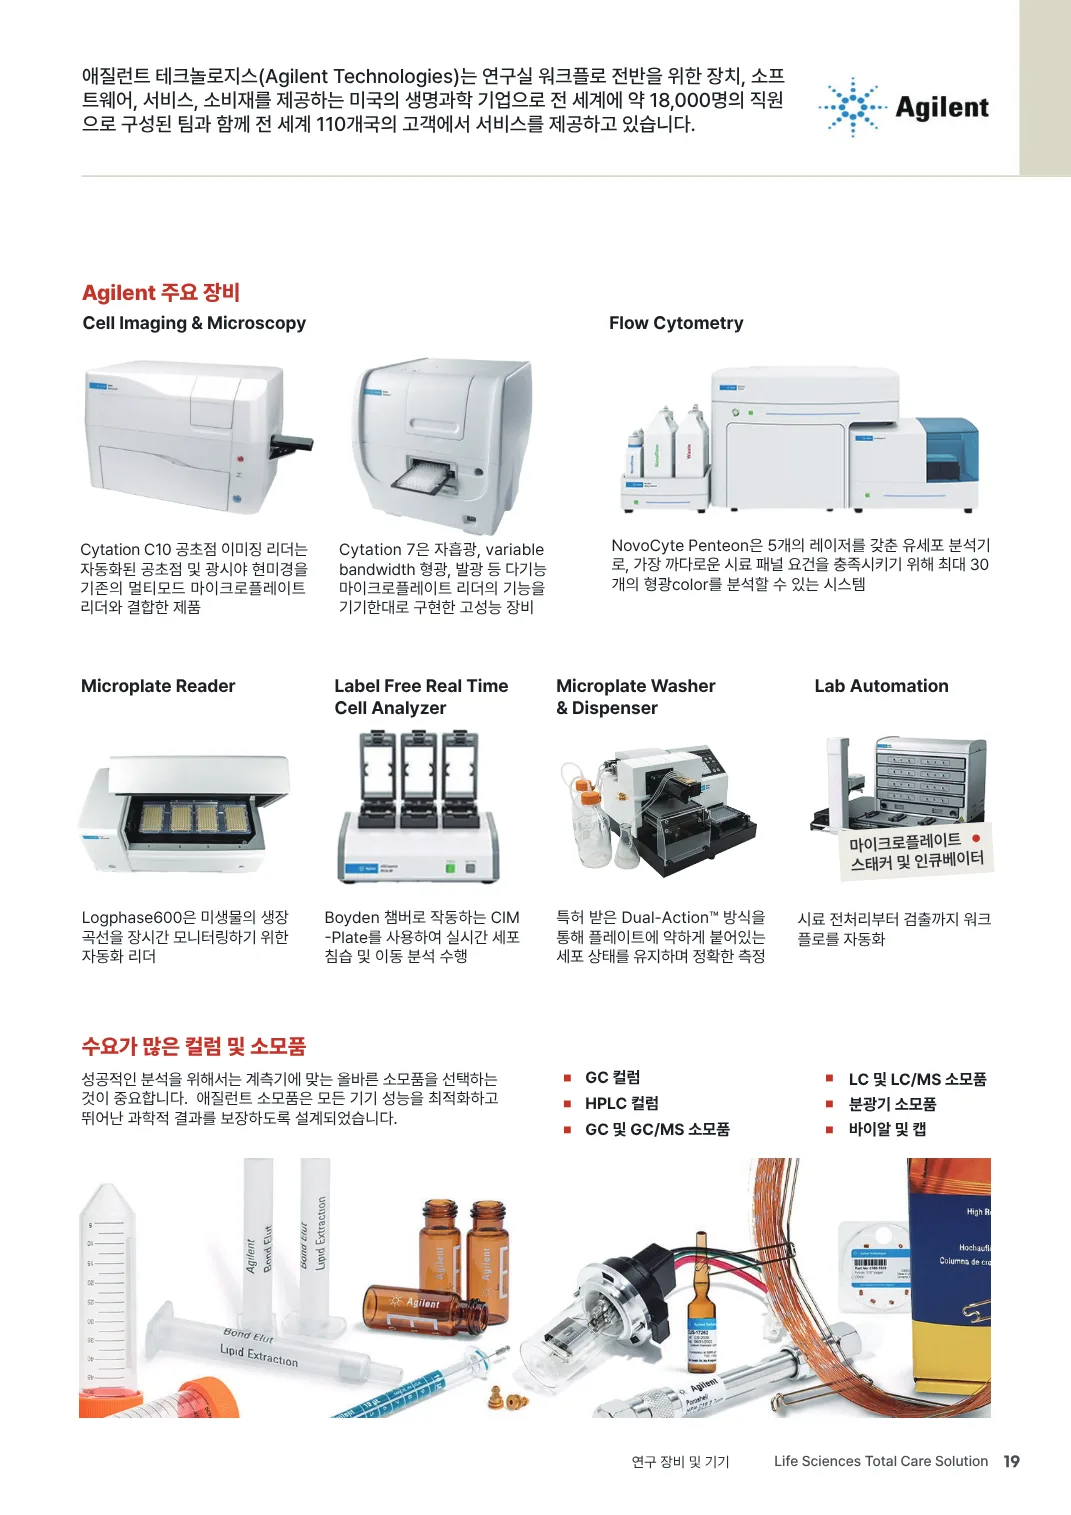 애질런트 테크놀로지스(Agilent Technologies)는 연구실 워크플로 전반을 위한 장치, 소프
트웨어, 서비스, 소비재를 제공하는 미국의 생명과학 기업으로 전 세계에 약 18,000명의 직원
으로 구성된 팀과 함께 전 세계 110개국의 고객에서 서비스를 제공하고 있습니다.
Agilent
Agilent 주요 장비
Cell Imaging & Microscopy
Flow Cytometry
Cytation C10 공초점 이미징 리더는
자동화된 공초점 및 광시야 현미경을
기존의 멀티모드 마이크로플레이트
리더와 결합한 제품
Cytation 7은 자흡광, variable
bandwidth 형광, 발광 등 다기능
마이크로플레이트 리더의 기능을
기기한대로 구현한 고성능 장비
NovoCyte Penteon은 5개의 레이저를 갖춘 유세포 분석기
로, 가장 까다로운 시료 패널 요건을 충족시키기 위해 최대 30
개의 형광color를 분석할 수 있는 시스템
Microplate Reader
Label Free Real Time
Cell Analyzer
Microplate Washer
& Dispenser
Lab Automation
마이크로플레이트
스태커 및 인큐베이터
Logphase600은 미생물의 생장
곡선을 장시간 모니터링하기 위한
자동화 리더
Boyden 챔버로 작동하는 CIM
-Plate를 사용하여 실시간 세포
침습 및 이동 분석 수행
특허 받은 Dual-Action™ 방식을
통해 플레이트에 약하게 붙어있는
세포 상태를 유지하며 정확한 측정
시료 전처리부터 검출까지 워크
플로를 자동화
수요가 많은 컬럼 및 소모품
성공적인 분석을 위해서는 계측기에 맞는 올바른 소모품을 선택하는
것이 중요합니다. 애질런트 소모품은 모든 기기 성능을 최적화하고
뛰어난 과학적 결과를 보장하도록 설계되었습니다.
GC 컬럼
HPLC 컬럼
GC 및 GC/MS 소모품
LC 및 LC/MS 소모품
분광기 소모품
바이알 및 캡
Agilent
Bond Elut
Bond Elut
Lipid Extraction
Bond Elut
Lipid Extraction
Agilent
Agilent
Agilent
Agilent
High Re
Hochaufl
Columna de cro
연구 장비 및 기기
Life Sciences Total Care Solution
19